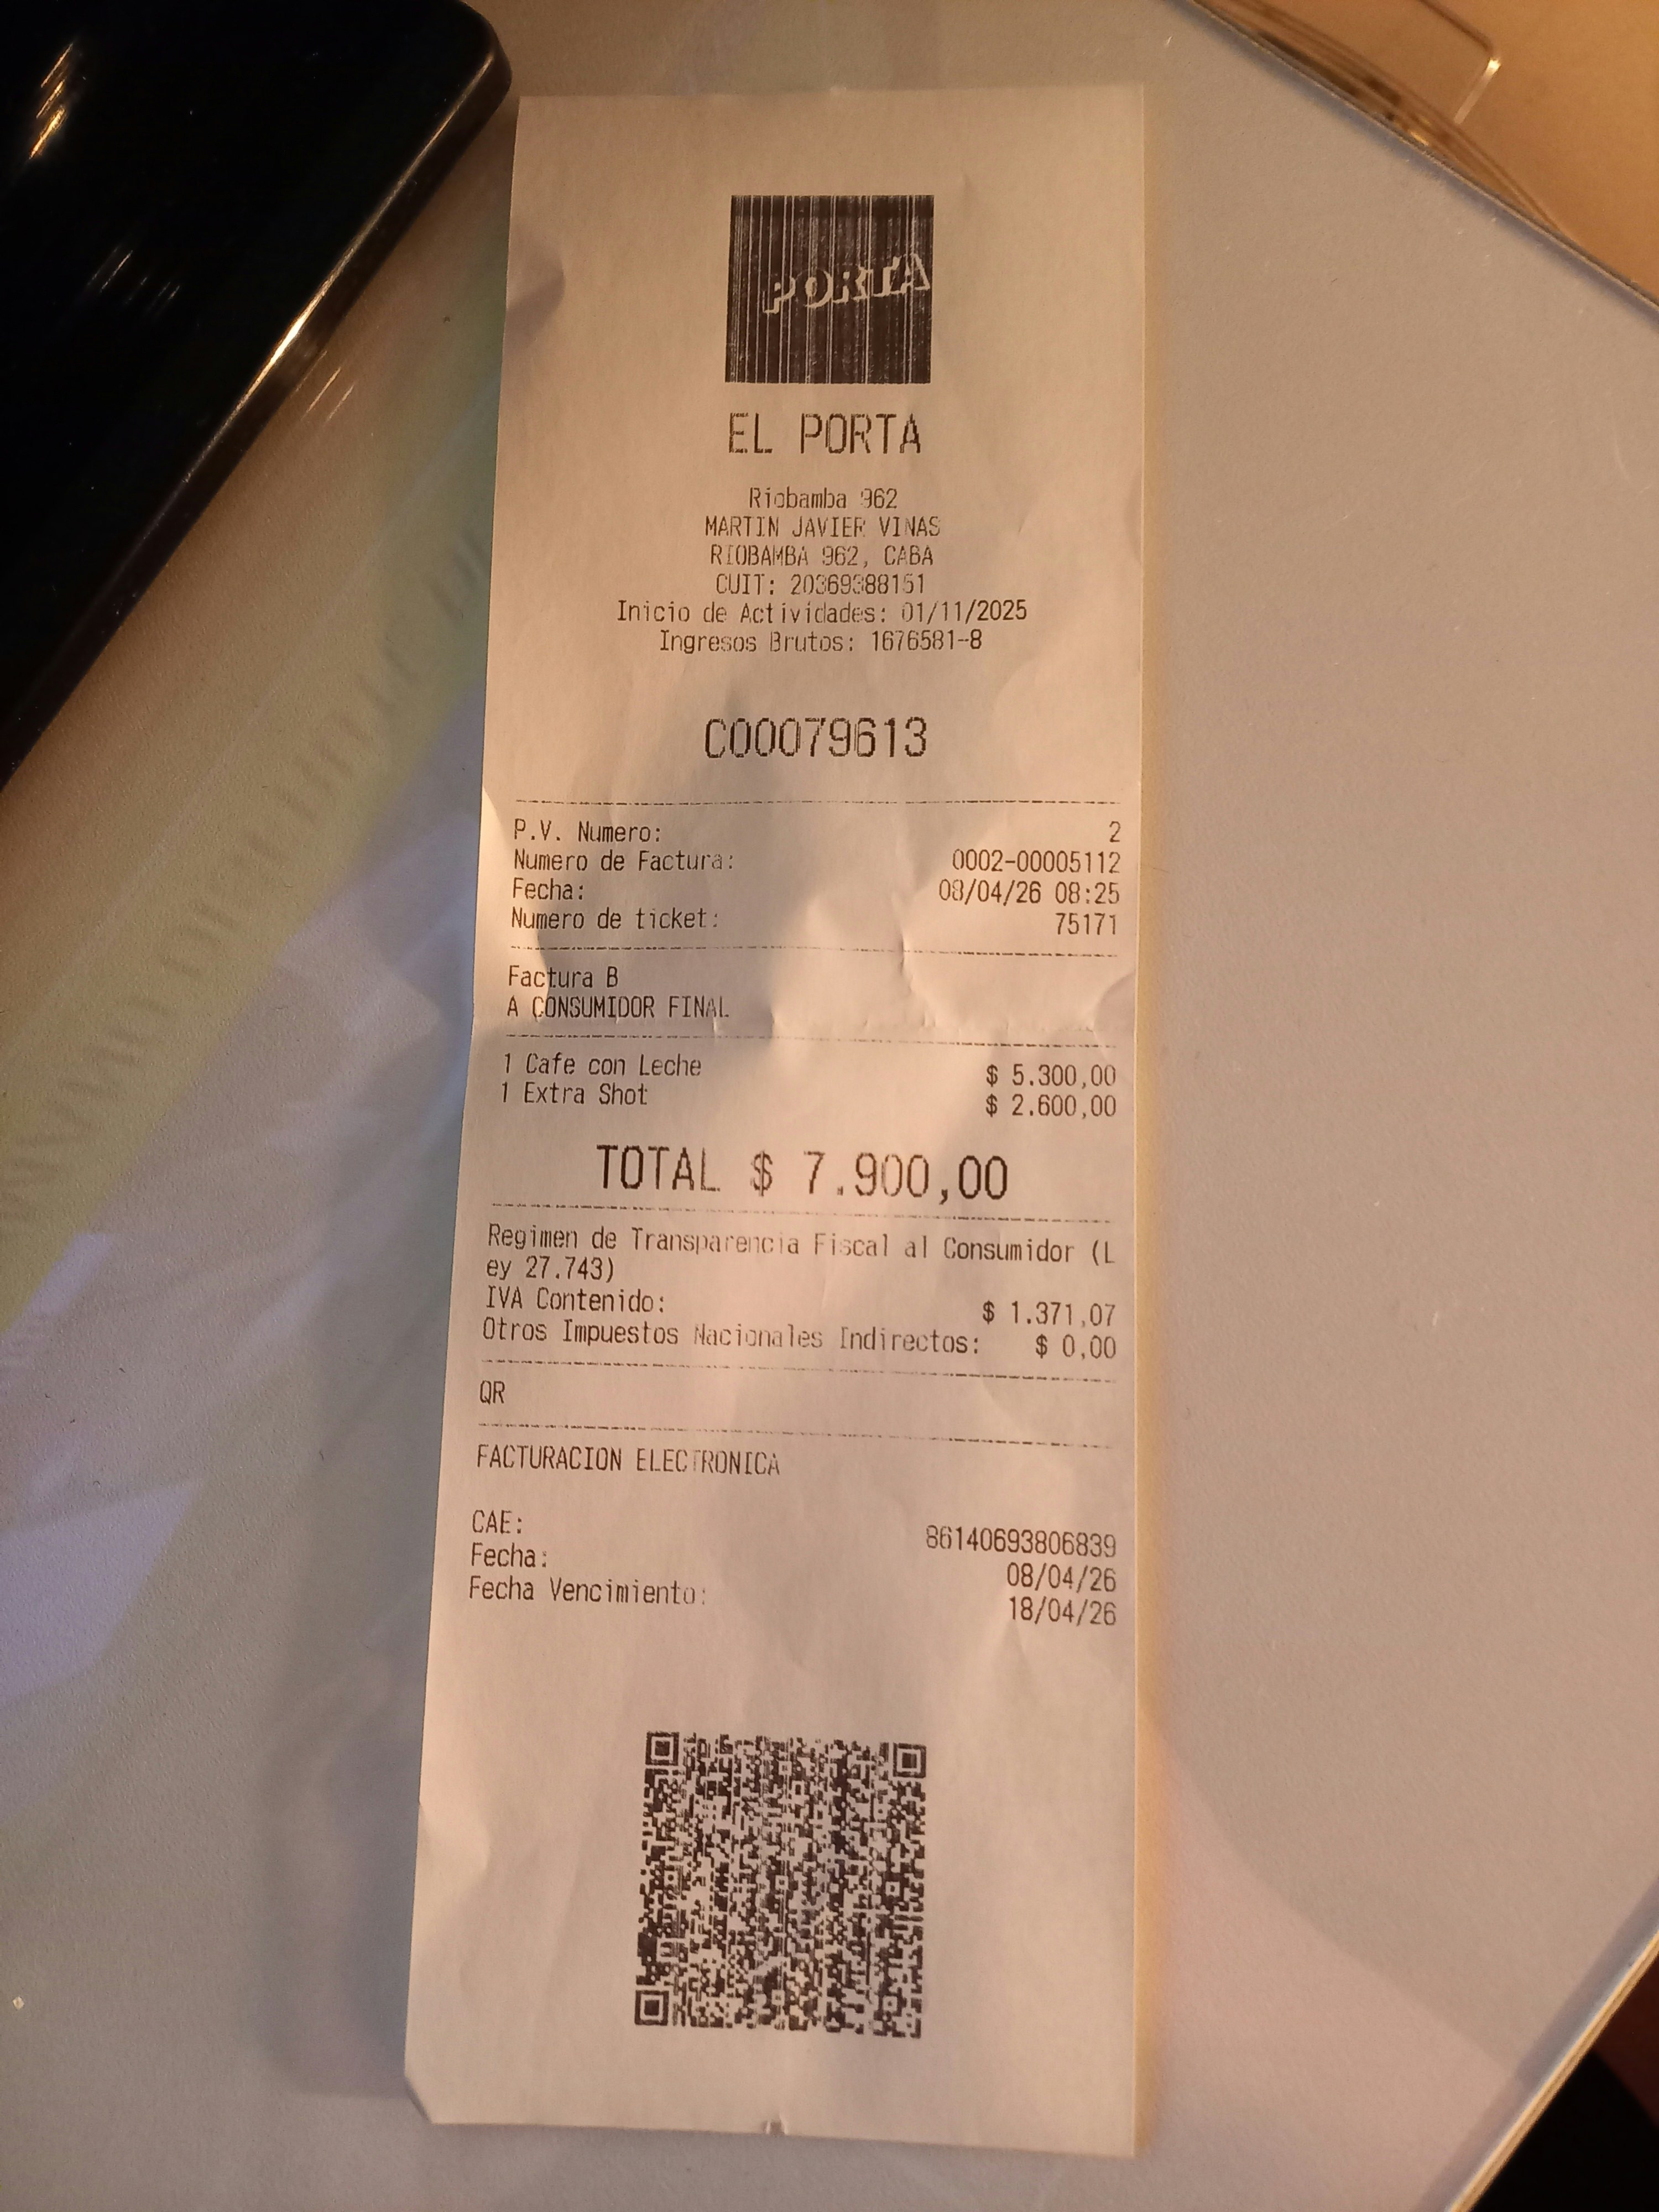 PORTA
EL PORTA
Riobamba 962
MARTIN JAVIER VINAS
RIOBAMBA 962, CABA
CUIT: 20369388151
Inicio de Actividades: 01/11/2025
Ingresos Brutos: 1676581-8
C00079613
P.V. Numero: 2
Numero de Factura: 0002-00005112
Fecha: 08/04/26 08:25
Numero de ticket: 75171
Factura B
A CONSUMIDOR FINAL
1 Cafe con Leche $ 5.300,00
1 Extra Shot $ 2.600,00
TOTAL $ 7.900,00
Regimen de Transparencia Fiscal al Consumidor (L
ey 27.743)
IVA Contenido: $ 1.371,07
Otros Impuestos Nacionales Indirectos: $ 0,00
QR
FACTURACION ELECTRONICA
CAE: 86140693806839
Fecha: 08/04/26
Fecha Vencimiento: 18/04/26